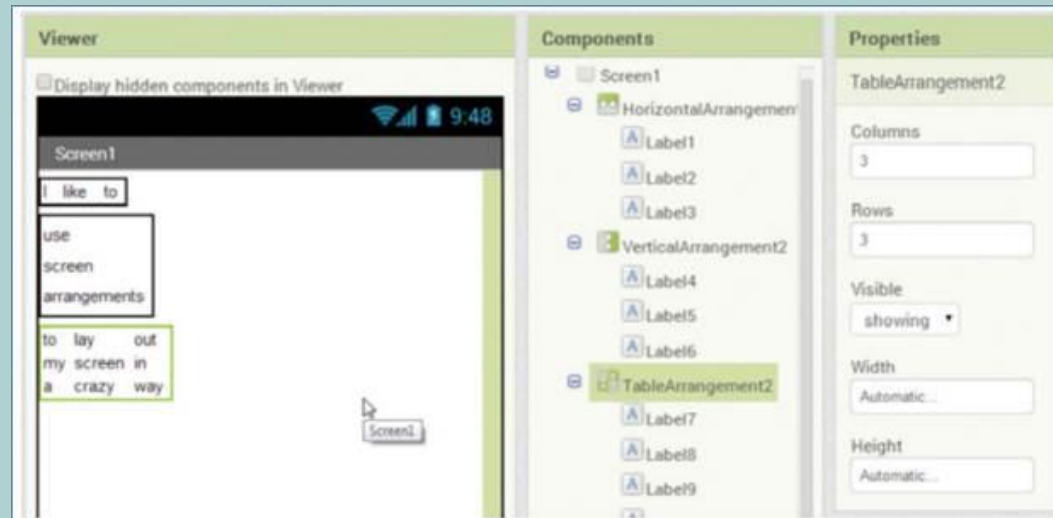 Viewer
Display hidden components in Viewer
9:48
Screen1
I like to
use
screen
arrangements
to lay out
my screen in
a crazy way
Screen1
Components
Screen1
HorizontalArrangemen
A Label1
A Label2
A Label3
VerticalArrangement2
A Label4
A Label5
A Label6
TableArrangement2
A Label7
A Label8
A Label9
A
Properties
TableArrangement2
Columns
3
Rows
3
Visible
showing
Width
Automatic...
Height
Automatic...